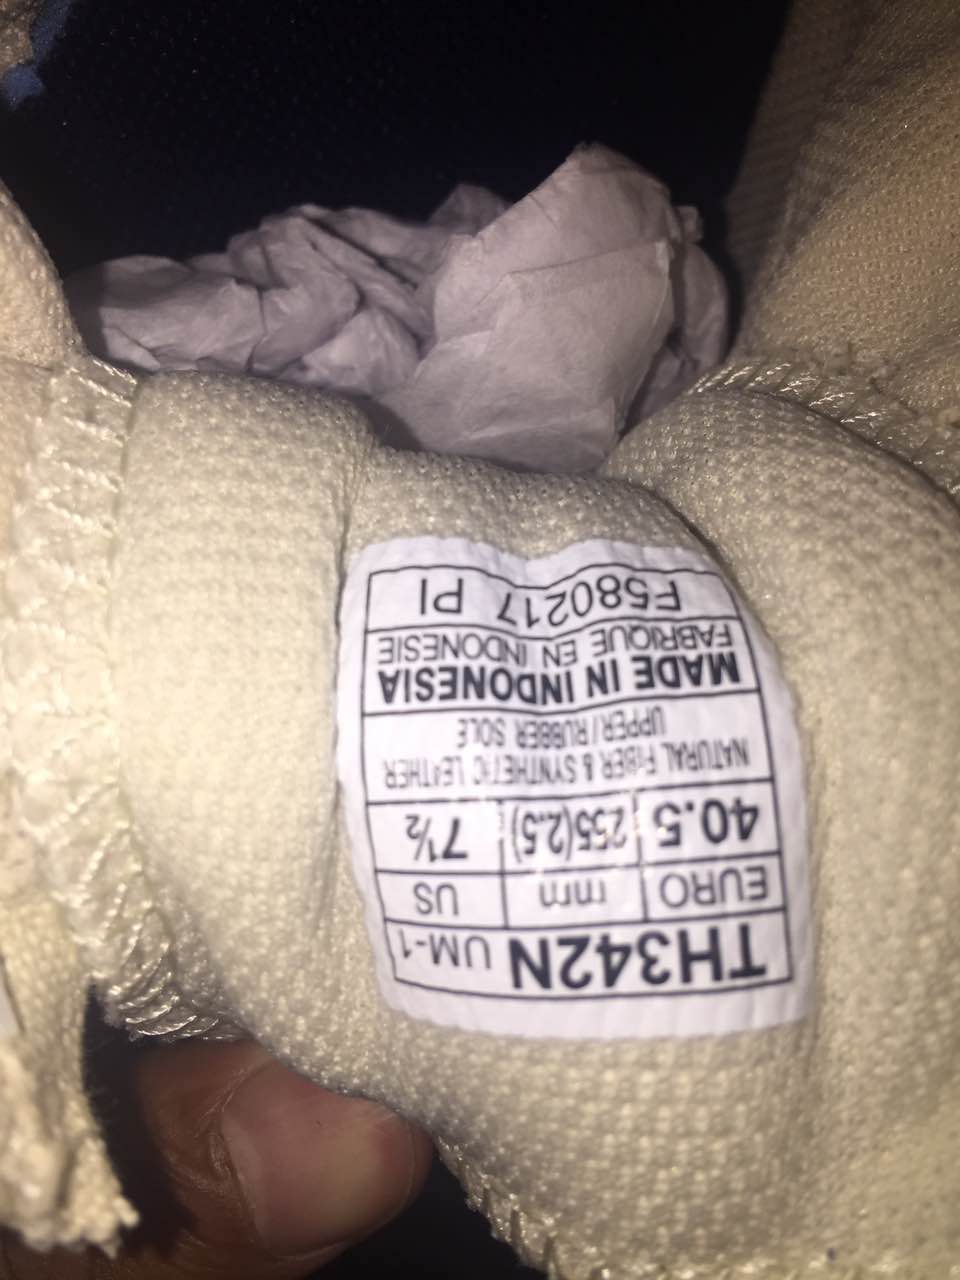 TH342N UM-1
EURO mm US
40.5 255(2.5) 7½
NATURAL FIBER & SYNTHETIC LEATHER
UPPER/RUBBER SOLE
MADE IN INDONESIA
FABRIQUE EN INDONESIE
F580217 PI